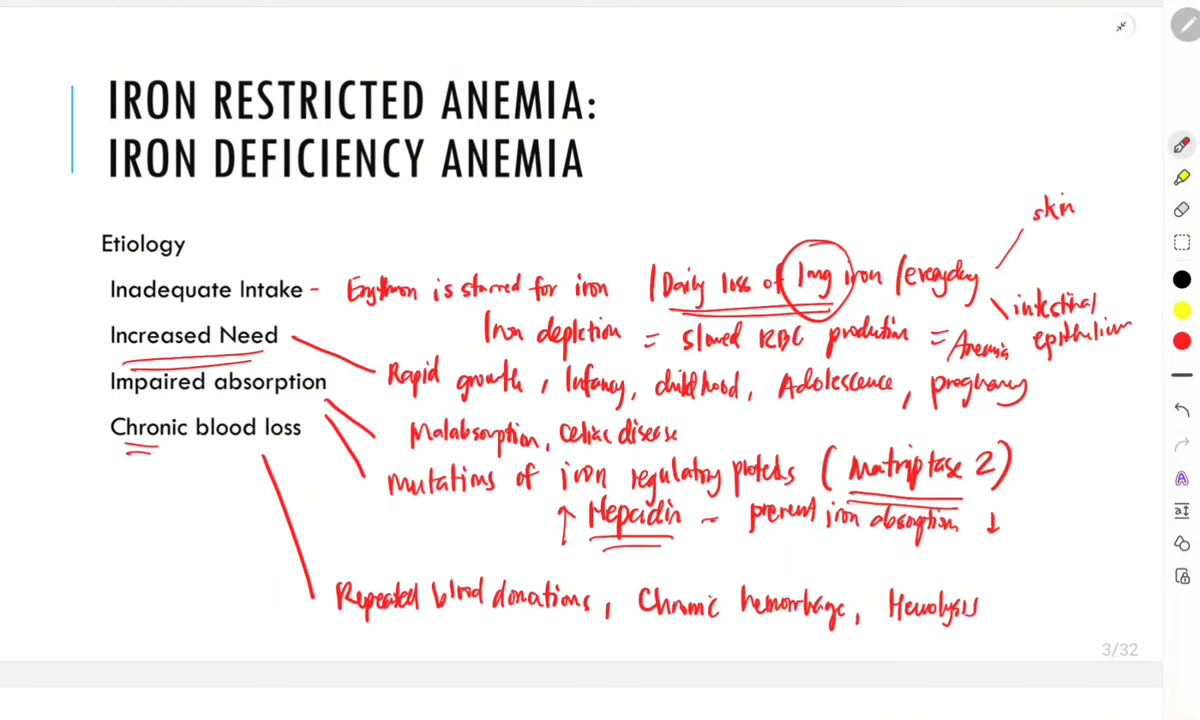 IRON RESTRICTED ANEMIA:
IRON DEFICIENCY ANEMIA
skin
Etiology
Inadequate Intake - Erythron is starved for iron / Daily loss of 1mg iron / everyday
intestinal epithelium
Iron depletion = slowed RBC production = Anemia
Increased Need
Rapid growth, Infancy, childhood, Adolescence, pregnancy
Impaired absorption
Malabsorption, Celiac disease
Chronic blood loss
Mutations of iron regulatory proteins (Matriptase 2)
↑ Hepcidin - prevent iron absorption ↓
Repeated blood donations, Chronic hemorrhage, Hemolysis
3/32